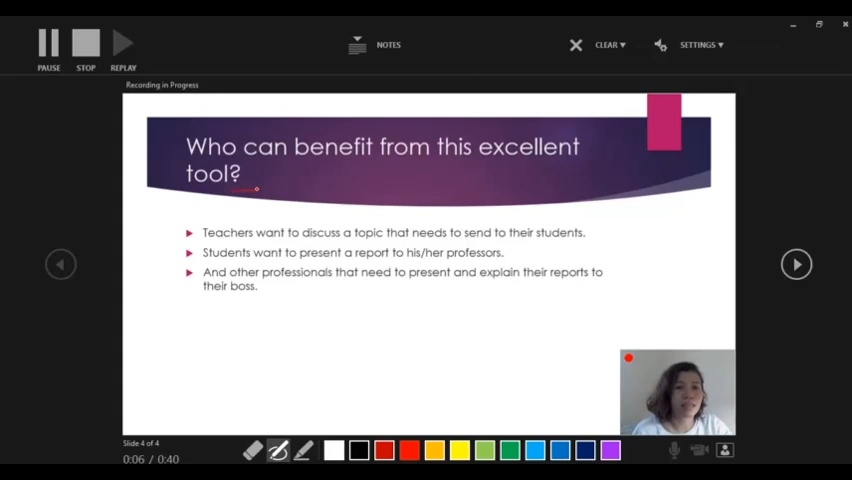 NOTES
CLEAR
SETTINGS
PAUSE
STOP
REPLAY
Recording in Progress
Who can benefit from this excellent
tool?
Teachers want to discuss a topic that needs to send to their students.
Students want to present a report to his/her professors.
And other professionals that need to present and explain their reports to
their boss.
Slide 4 of 4
0:06 / 0:40